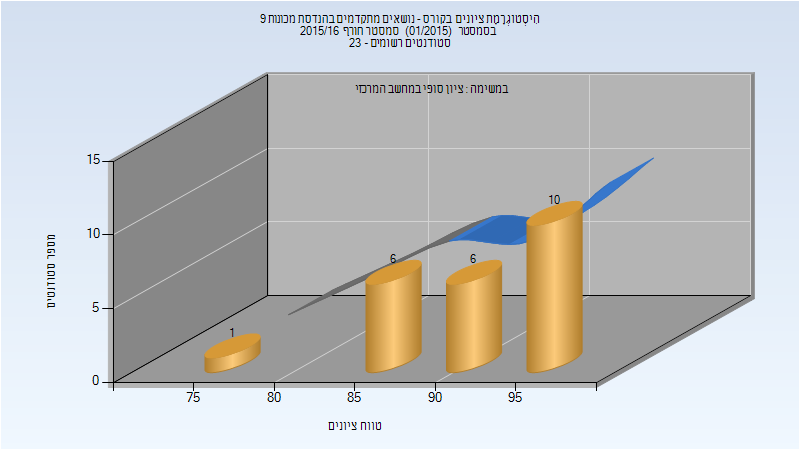 היסטוגרמת ציונים בקורס - נושאים מתקדמים בהנדסת מכונות 9
בסמסטר (01/2015) סמסטר חורף 2015/16
סטודנטים רשומים - 23
במשימה : ציון סופי במחשב המרכזי
מספר סטודנטים
15
10
5
0
1
6
6
10
75
80
85
90
95
טווח ציונים